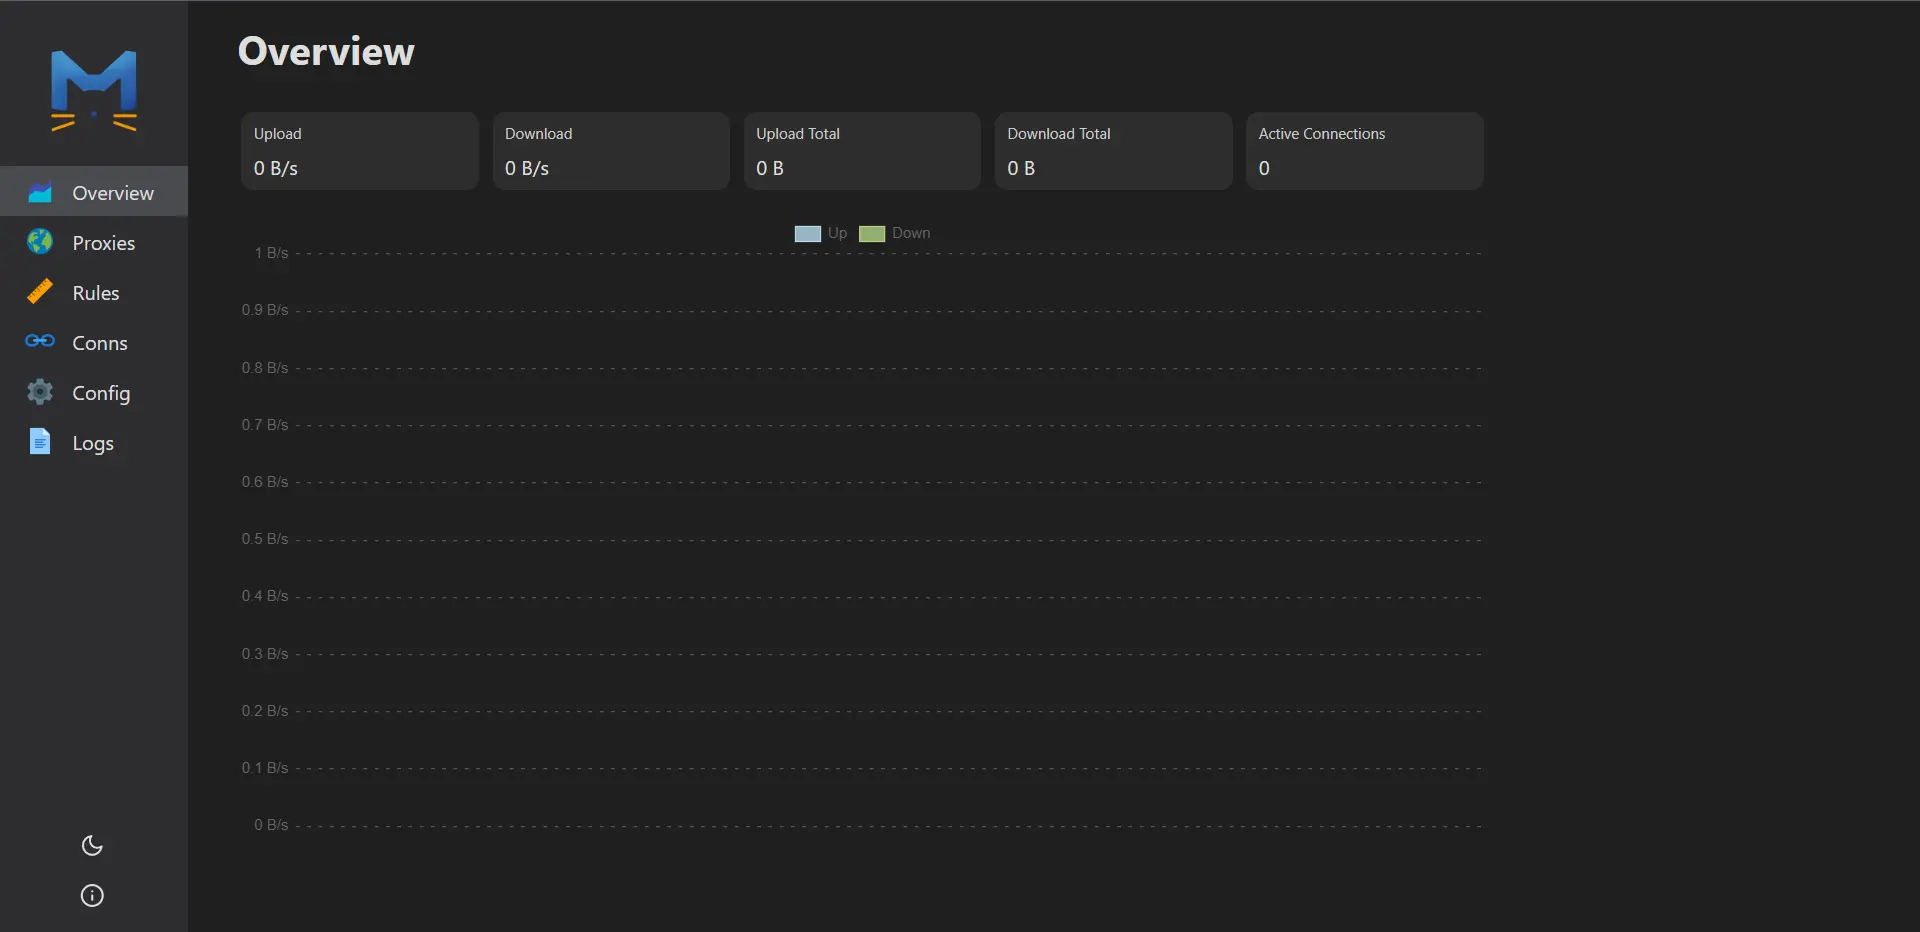 Overview
Overview
Proxies
Rules
Conns
Config
Logs
Upload
0 B/s
Download
0 B/s
Upload Total
0 B
Download Total
0 B
Active Connections
0
Up
Down
1 B/s
0.9 B/s
0.8 B/s
0.7 B/s
0.6 B/s
0.5 B/s
0.4 B/s
0.3 B/s
0.2 B/s
0.1 B/s
0 B/s